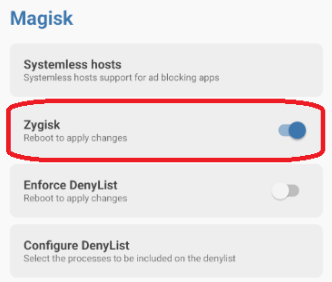 Magisk
Systemless hosts
Systemless hosts support for ad blocking apps
Zygisk
Reboot to apply changes
Enforce DenyList
Reboot to apply changes
Configure DenyList
Select the processes to be included on the denylist